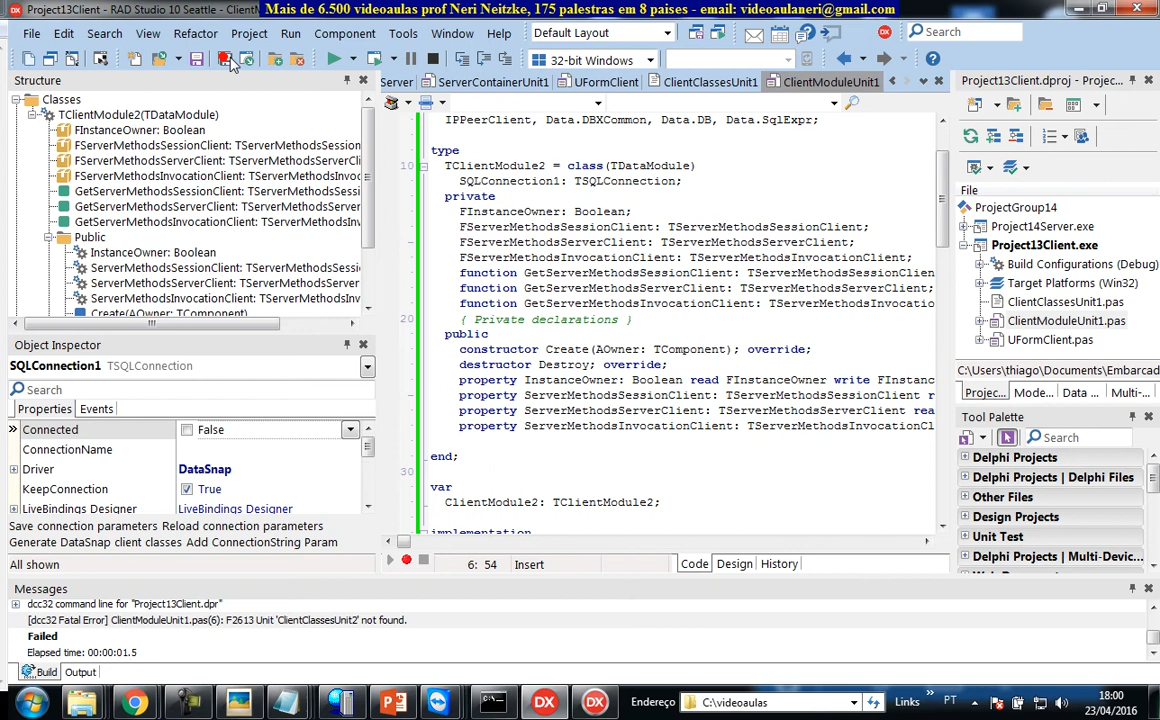 Project13Client - RAD Studio 10 Seattle - ClientM
Mais de 6.500 videoaulas prof Neri Neitzke, 175 palestras em 8 paises - email: videoaulaneri@gmail.com
File Edit Search View Refactor Project Run Component Tools Window Help
Default Layout
Search
32-bit Windows
Structure
Classes
TClientModule2(TDataModule)
FInstanceOwner: Boolean
FServerMethodsSessionClient: TServerMethodsSession
FServerMethodsServerClient: TServerMethodsServerCli
FServerMethodsInvocationClient: TServerMethodsInvoca
GetServerMethodsSessionClient: TServerMethodsSessi
GetServerMethodsServerClient: TServerMethodsServerC
GetServerMethodsInvocationClient: TServerMethodsInv
Public
InstanceOwner: Boolean
ServerMethodsSessionClient: TServerMethodsSessi
ServerMethodsServerClient: TServerMethodsServerC
ServerMethodsInvocationClient: TServerMethodsInv
Create(AOwner: TComponent)
Object Inspector
SQLConnection1 TSQLConnection
Search
Properties Events
Connected False
ConnectionName
Driver DataSnap
KeepConnection True
LiveBindings Designer LiveBindings Designer
Save connection parameters Reload connection parameters
Generate DataSnap client classes Add ConnectionString Param
All shown
Server ServerContainerUnit1 UFormClient ClientClassesUnit1 ClientModuleUnit1
IPPeerClient, Data.DBXCommon, Data.DB, Data.SqlExpr;
type
10 TClientModule2 = class(TDataModule)
SQLConnection1: TSQLConnection;
private
FInstanceOwner: Boolean;
FServerMethodsSessionClient: TServerMethodsSessionClient;
FServerMethodsServerClient: TServerMethodsServerClient;
FServerMethodsInvocationClient: TServerMethodsInvocationClient;
function GetServerMethodsSessionClient: TServerMethodsSessionClien
function GetServerMethodsServerClient: TServerMethodsServerClient;
function GetServerMethodsInvocationClient: TServerMethodsInvocatio
20 { Private declarations }
public
constructor Create(AOwner: TComponent); override;
destructor Destroy; override;
property InstanceOwner: Boolean read FInstanceOwner write FInstanc
property ServerMethodsSessionClient: TServerMethodsSessionClient r
property ServerMethodsServerClient: TServerMethodsServerClient rea
property ServerMethodsInvocationClient: TServerMethodsInvocationCl
end;
30
var
ClientModule2: TClientModule2;
implementation
6: 54 Insert Code Design History
Project13Client.dproj - Projec...
File
ProjectGroup14
Project14Server.exe
Project13Client.exe
Build Configurations (Debug)
Target Platforms (Win32)
ClientClassesUnit1.pas
ClientModuleUnit1.pas
UFormClient.pas
C:\Users\thiago\Documents\Embarcad
Projec... Mode... Data ... Multi-...
Tool Palette
Search
Delphi Projects
Delphi Projects | Delphi Files
Other Files
Design Projects
Unit Test
Delphi Projects | Multi-Devic...
Messages
dcc32 command line for "Project13Client.dpr"
[dcc32 Fatal Error] ClientModuleUnit1.pas(6): F2613 Unit 'ClientClassesUnit2' not found.
Failed
Elapsed time: 00:00:01.5
Build Output
Endereço C:\videoaulas Links PT 18:00
23/04/2016